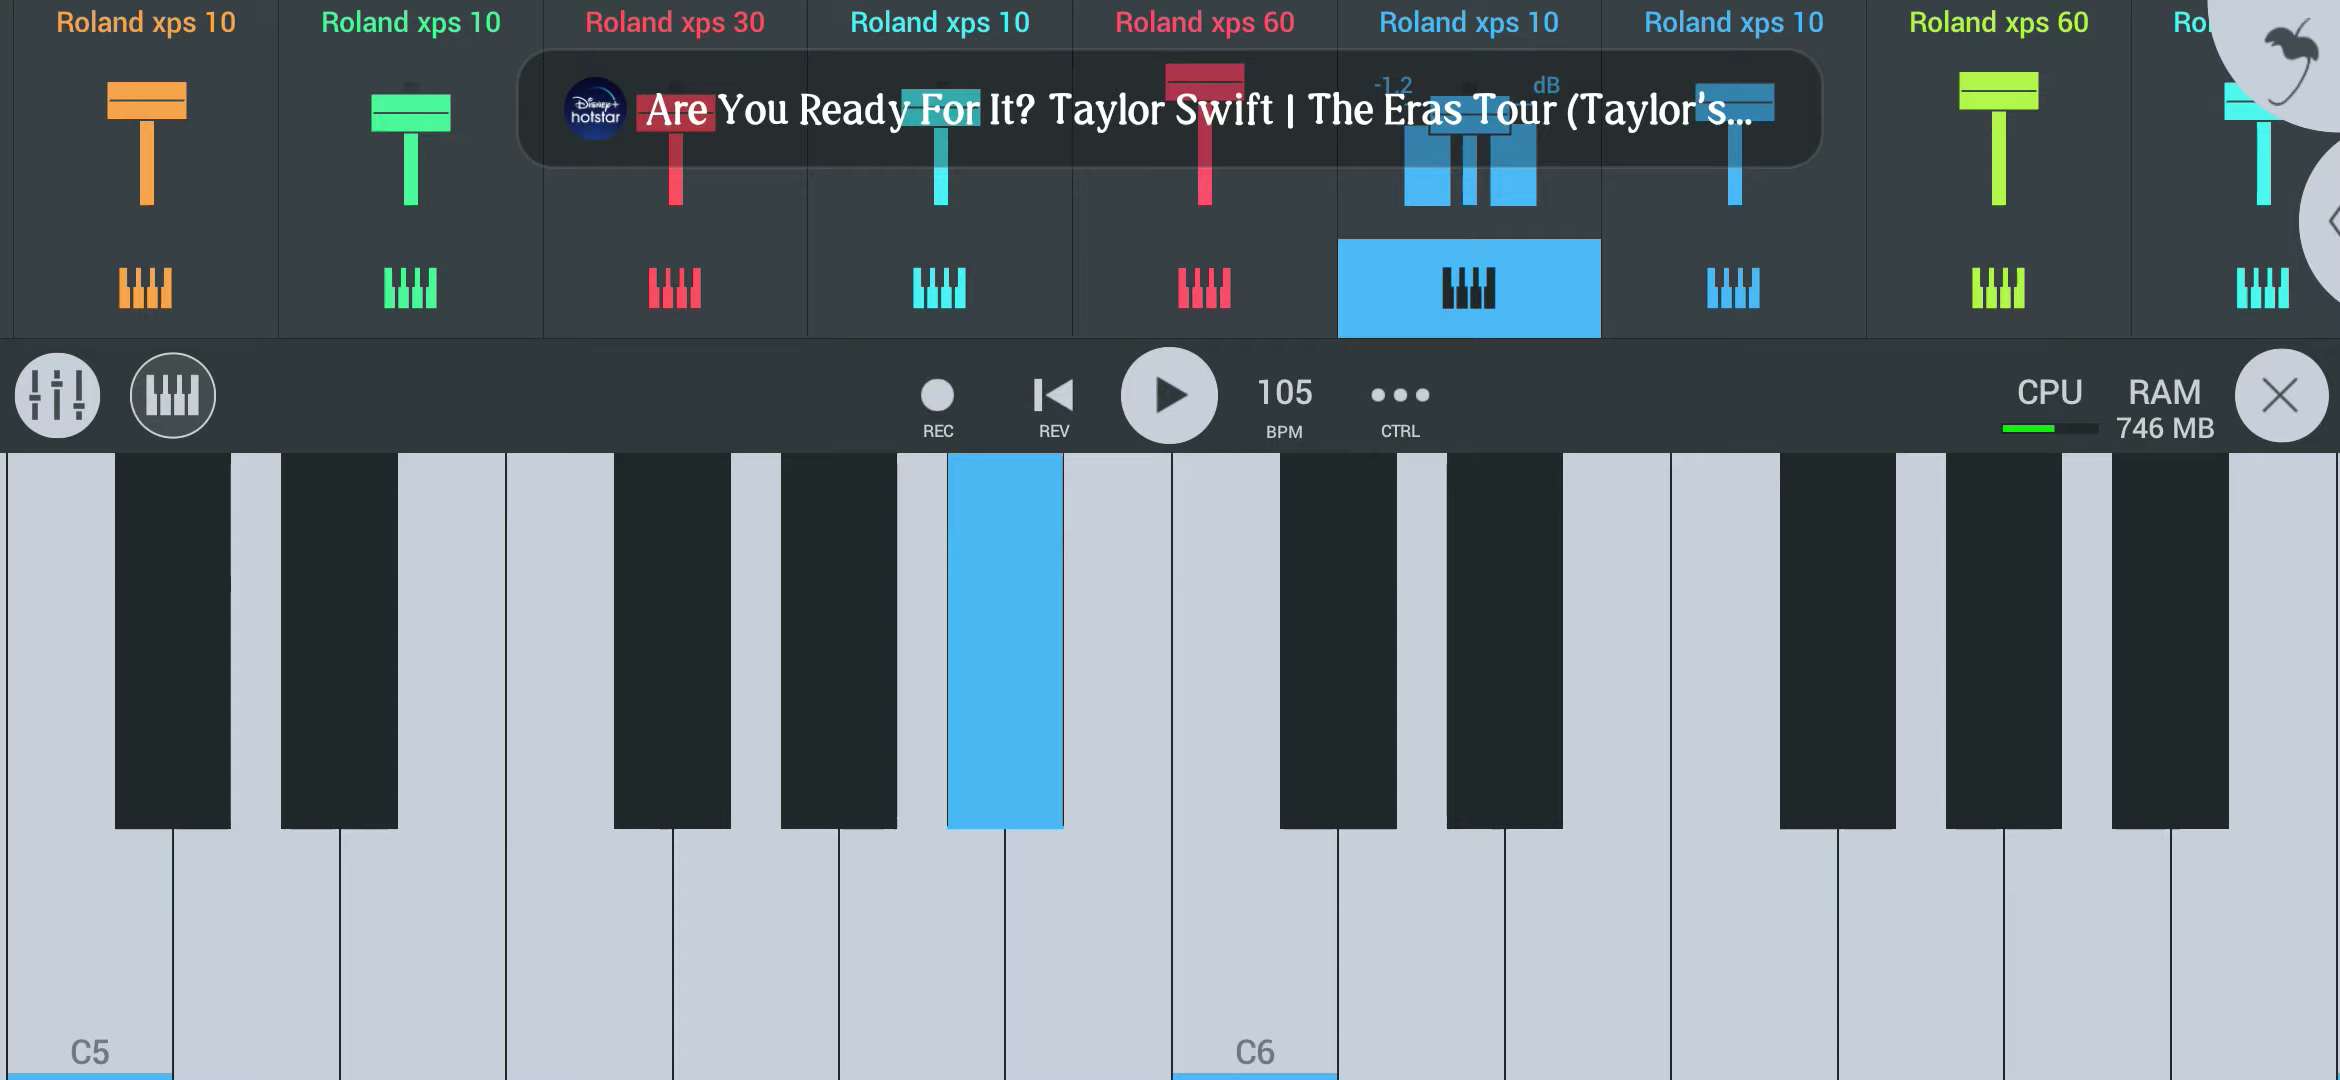 Roland xps 10 Roland xps 10 Roland xps 30 Roland xps 10 Roland xps 60 Roland xps 10 Roland xps 10 Roland xps 60 Ro
-1.2 dB
Disney+ hotstar Are You Ready For It? Taylor Swift | The Eras Tour (Taylor's...
105 CPU RAM
REC REV BPM CTRL 746 MB
C5 C6